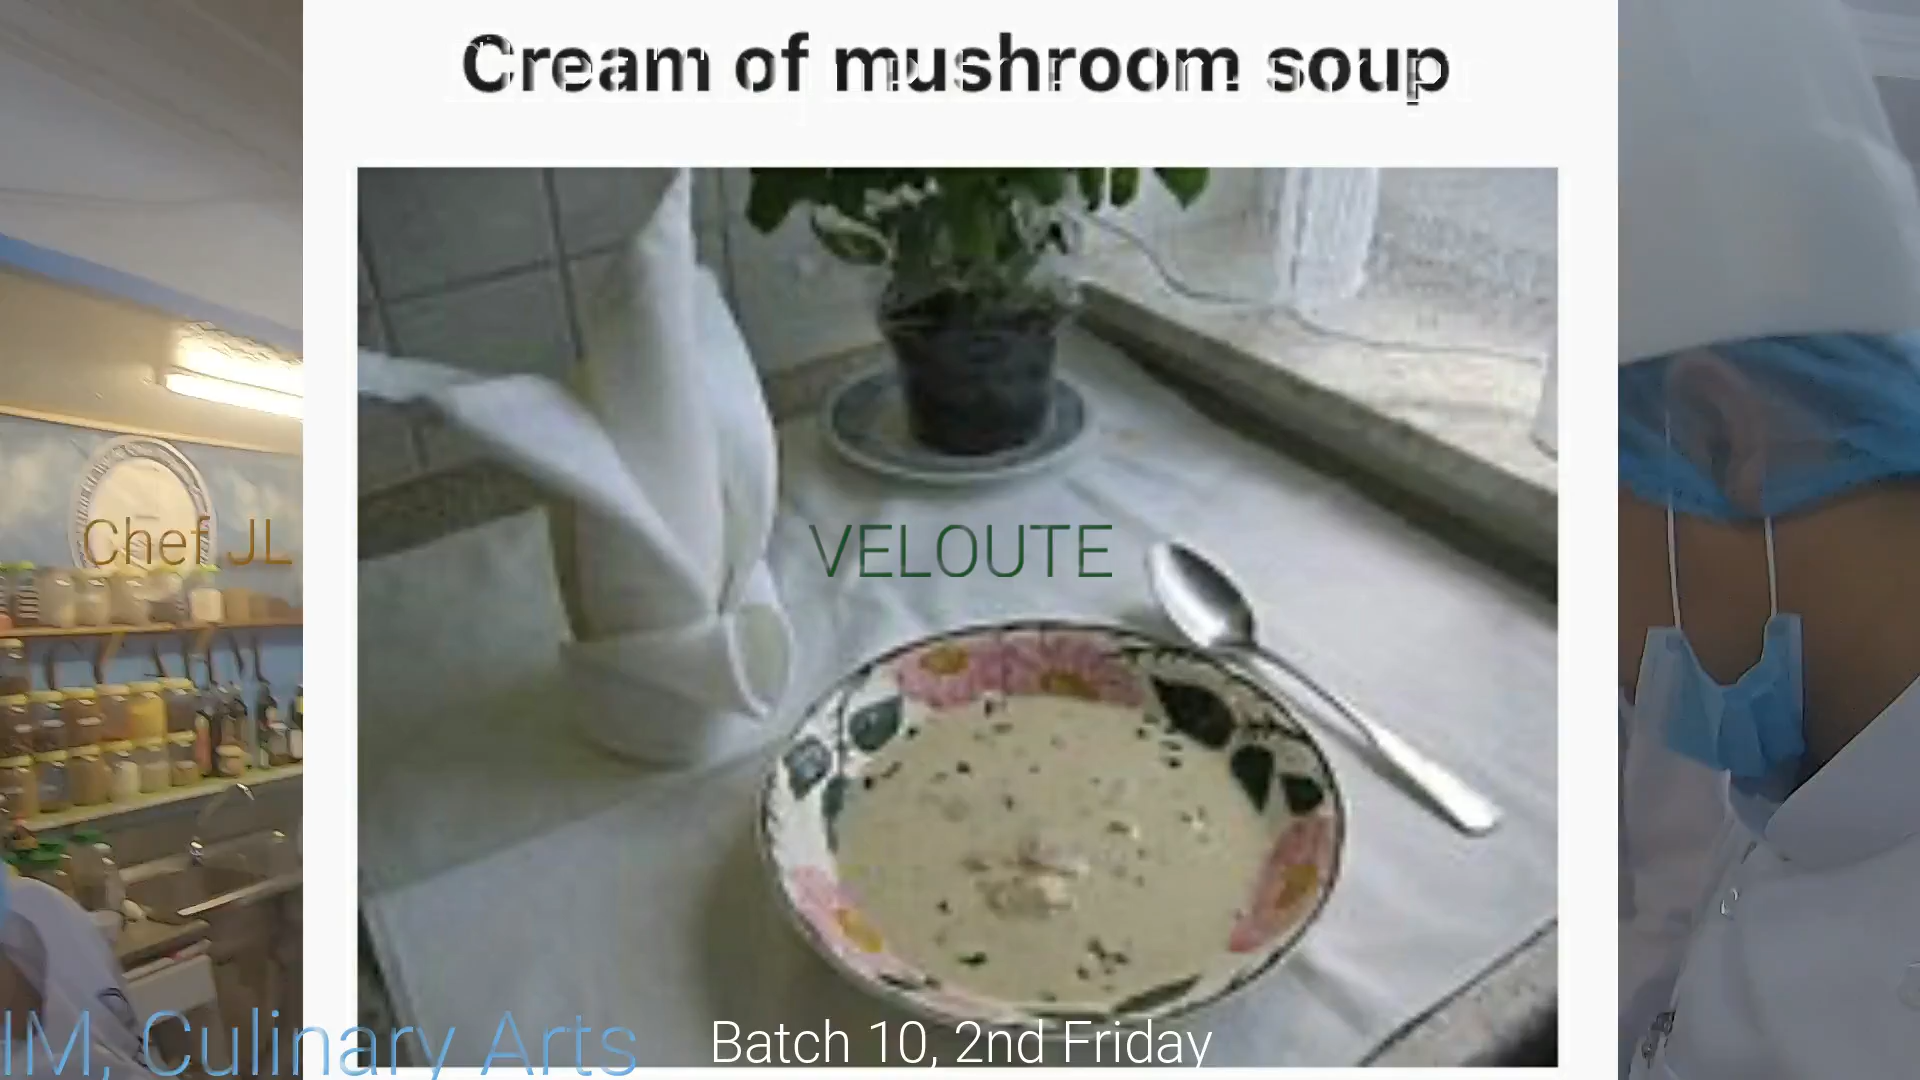 Cream of mushroom soup
Chef JL
VELOUTE
IM, Culinary Arts
Batch 10, 2nd Friday